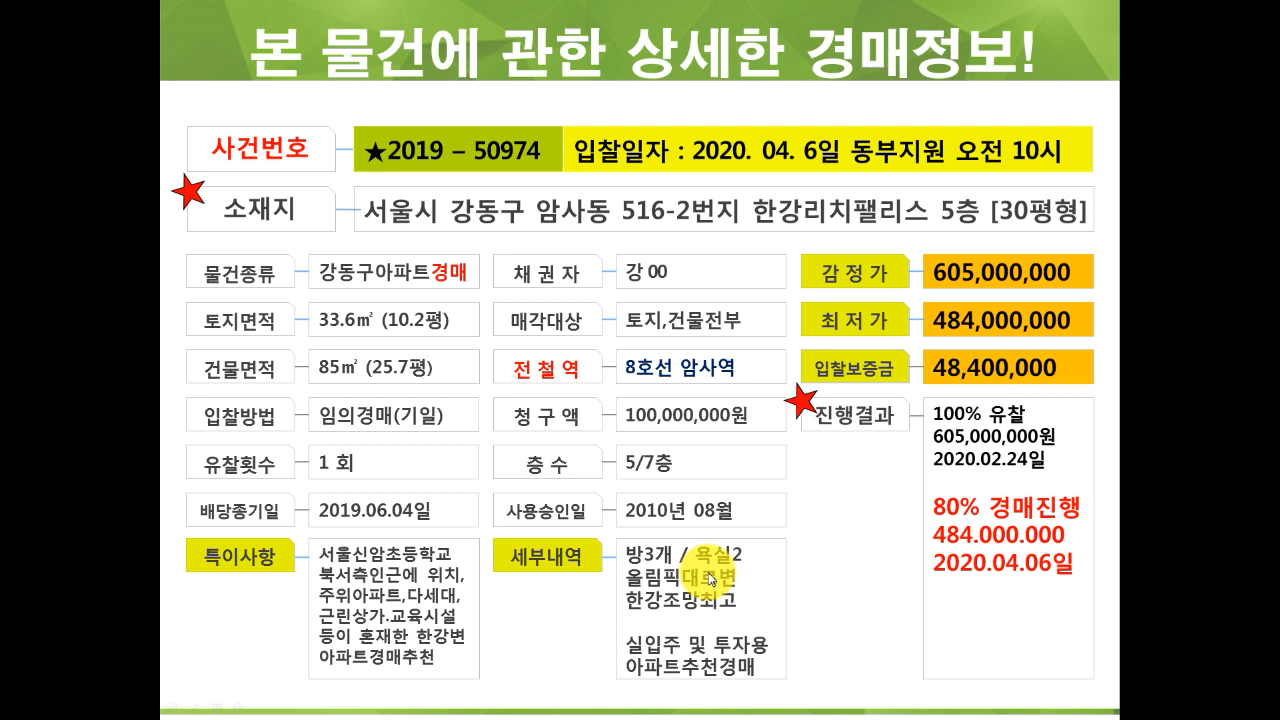 본 물건에 관한 상세한 경매정보!
사건번호
★2019 – 50974
입찰일자 : 2020. 04. 6일 동부지원 오전 10시
소재지
서울시 강동구 암사동 516-2번지 한강리치팰리스 5층 [30평형]
물건종류
강동구아파트경매
채 권 자
강 00
감 정 가
605,000,000
토지면적
33.6㎡ (10.2평)
매각대상
토지,건물전부
최 저 가
484,000,000
건물면적
85㎡ (25.7평)
전 철 역
8호선 암사역
입찰보증금
48,400,000
입찰방법
임의경매(기일)
청 구 액
100,000,000원
진행결과
100% 유찰
605,000,000원
2020.02.24일
80% 경매진행
484.000.000
2020.04.06일
유찰횟수
1 회
층 수
5/7층
배당종기일
2019.06.04일
사용승인일
2010년 08월
특이사항
서울신암초등학교
북서측인근에 위치,
주위아파트,다세대,
근린상가.교육시설
등이 혼재한 한강변
아파트경매추천
세부내역
방3개 / 욕실2
올림픽대로변
한강조망최고
실입주 및 투자용
아파트추천경매